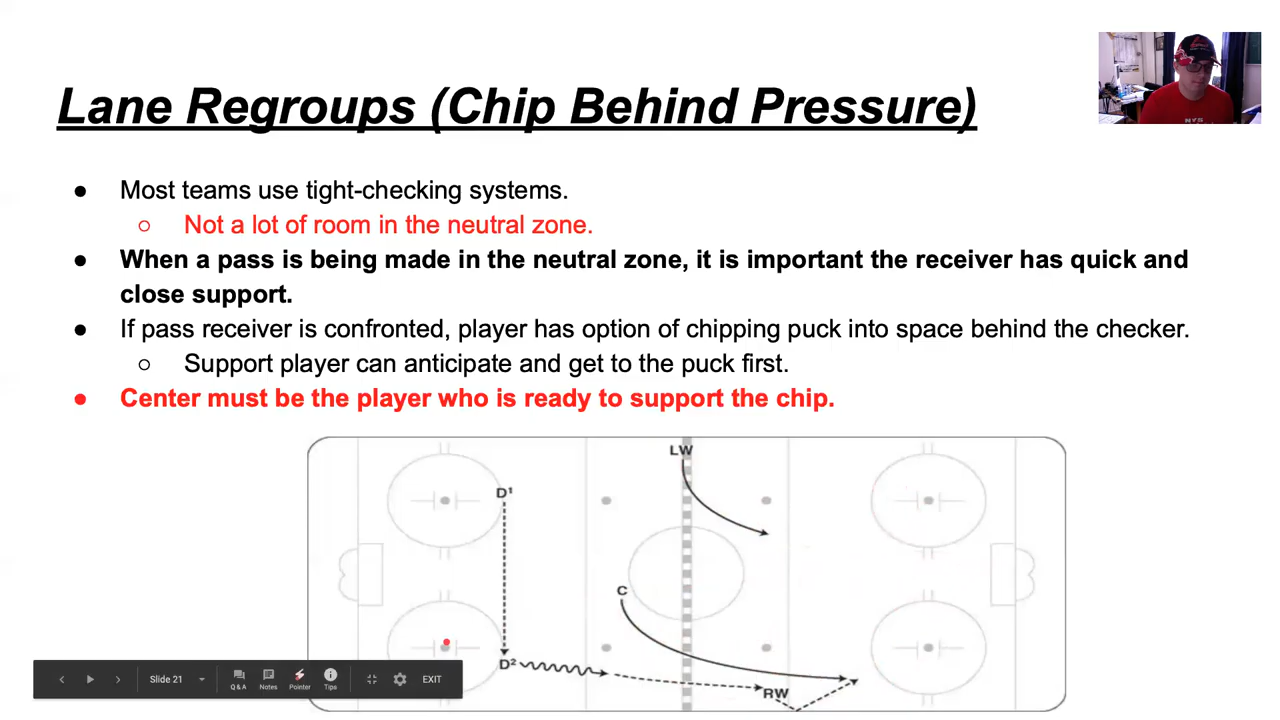 Lane Regroups (Chip Behind Pressure)
● Most teams use tight-checking systems.
○ Not a lot of room in the neutral zone.
● When a pass is being made in the neutral zone, it is important the receiver has quick and
close support.
● If pass receiver is confronted, player has option of chipping puck into space behind the checker.
○ Support player can anticipate and get to the puck first.
● Center must be the player who is ready to support the chip.
LW
D¹
C
D²
RW
Slide 21
Q&A
Notes
Pointer
Tips
EXIT